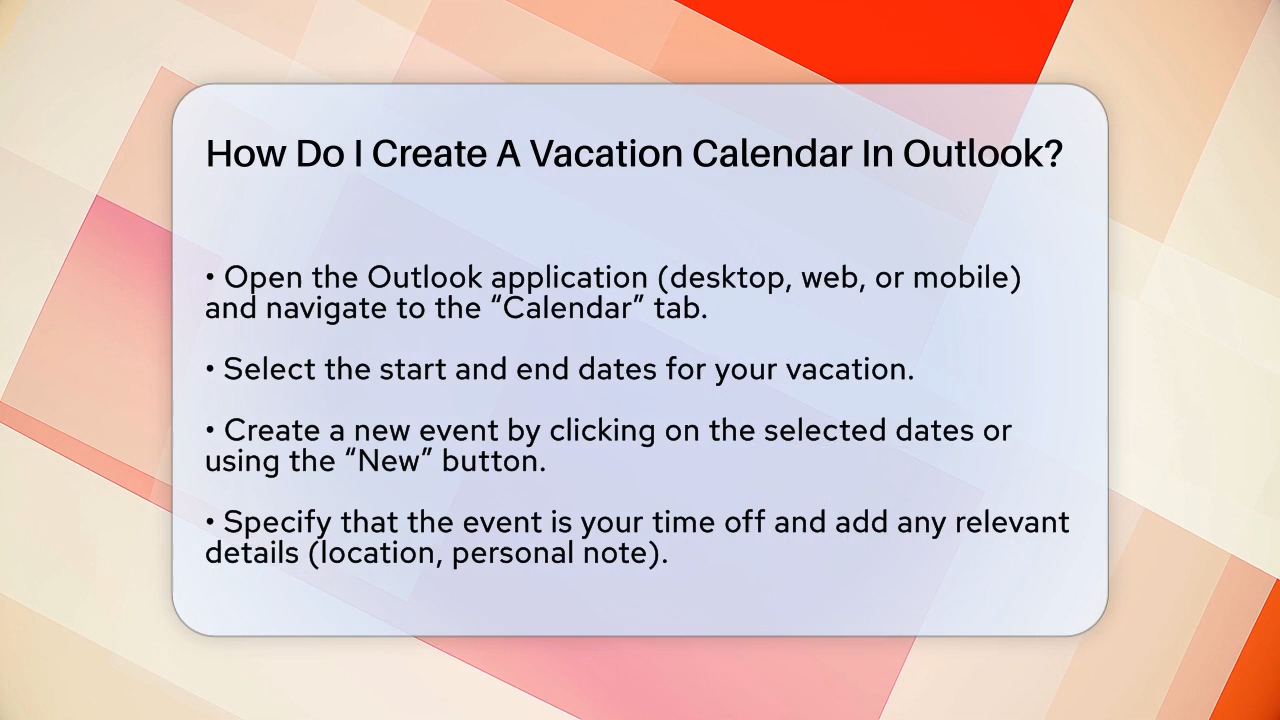 How Do I Create A Vacation Calendar In Outlook?
• Open the Outlook application (desktop, web, or mobile)
and navigate to the “Calendar” tab.
• Select the start and end dates for your vacation.
• Create a new event by clicking on the selected dates or
using the “New” button.
• Specify that the event is your time off and add any relevant
details (location, personal note).